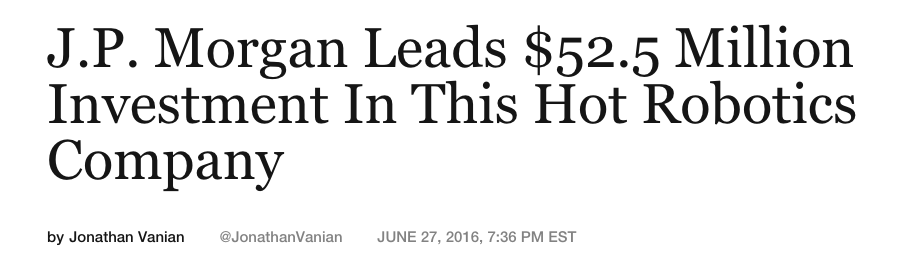 J.P. Morgan Leads $52.5 Million
Investment In This Hot Robotics
Company
by Jonathan Vanian @JonathanVanian JUNE 27, 2016, 7:36 PM EST